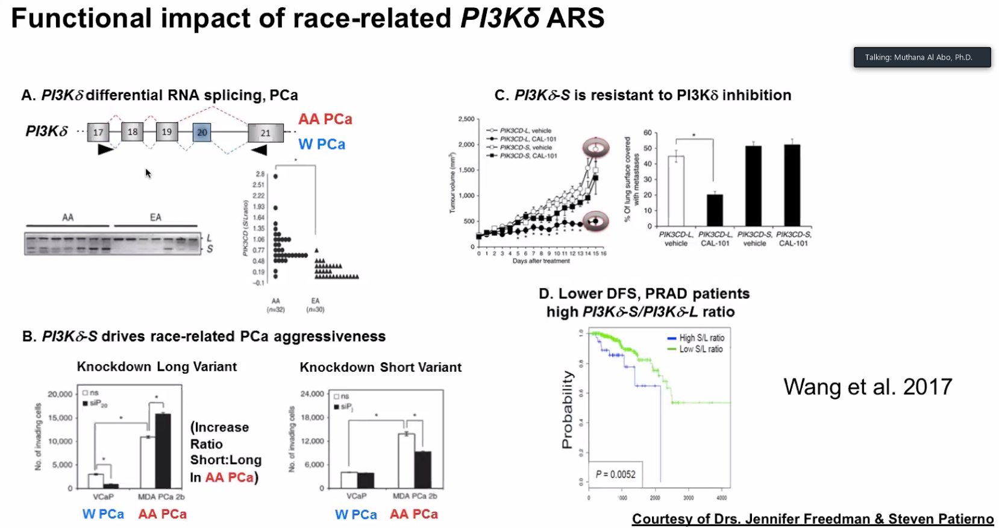 Functional impact of race-related PI3Kδ ARS
Talking: Muthana Al Abo, Ph.D.
A. PI3Kδ differential RNA splicing, PCa
PI3Kδ
17
18
19
20
21
AA PCa
W PCa
AA
EA
L
S
*
PIK3CD (S/Lratio)
2.8
2.51
2.22
1.93
1.64
1.35
1.06
0.77
0.48
0.19
−0.1
AA
(n=32)
EA
(n=30)
B. PI3Kδ-S drives race-related PCa aggressiveness
Knockdown Long Variant
No. of invading cells
20,000
15,000
10,000
5,000
0
ns
siP20
*
*
*
VCaP
MDA PCa 2b
W PCa
AA PCa
(Increase
Ratio
Short:Long
In AA PCa)
Knockdown Short Variant
No. of invading cells
24,000
18,000
12,000
6,000
0
ns
siPj
*
*
VCaP
MDA PCa 2b
W PCa
AA PCa
C. PI3Kδ-S is resistant to PI3Kδ inhibition
Tumour volume (mm3)
2,500
2,000
1,500
1,000
500
0
PIK3CD-L, vehicle
PIK3CD-L, CAL-101
PIK3CD-S, vehicle
PIK3CD-S, CAL-101
* * * * * * * * *
0 1 2 3 4 5 6 7 8 9 10 11 12 13 14 15 16
Days after treatment
% Of lung surface covered
with metastases
60
50
40
30
20
10
0
*
PIK3CD-L,
vehicle
PIK3CD-L,
CAL-101
PIK3CD-S,
vehicle
PIK3CD-S,
CAL-101
D. Lower DFS, PRAD patients
high PI3Kδ-S/PI3Kδ-L ratio
Probability
1.0
0.8
0.6
0.4
0.2
0.0
High S/L ratio
Low S/L ratio
P = 0.0052
0 1000 2000 3000 4000
Wang et al. 2017
Courtesy of Drs. Jennifer Freedman & Steven Patierno